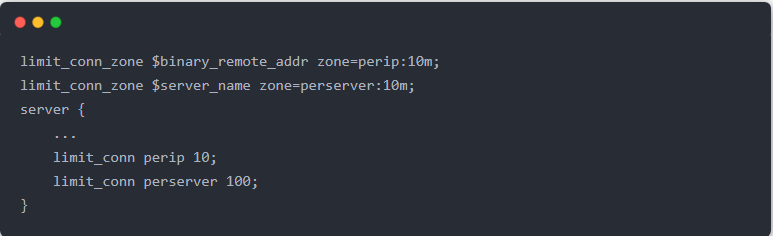 limit_conn_zone $binary_remote_addr zone=perip:10m;
limit_conn_zone $server_name zone=perserver:10m;
server {
    ...
    limit_conn perip 10;
    limit_conn perserver 100;
}